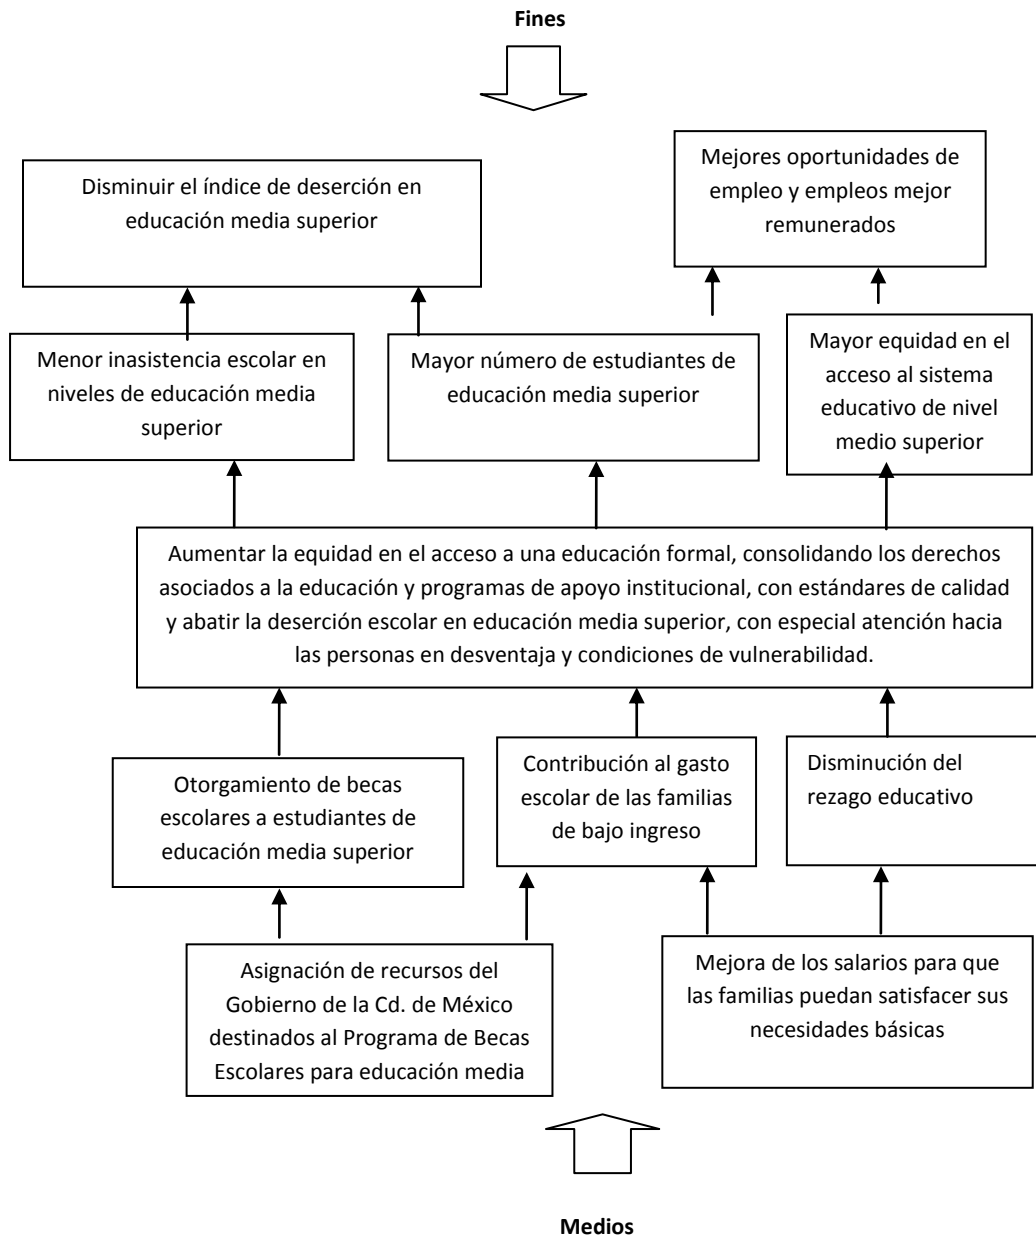 Fines
Disminuir el índice de deserción en
educación media superior
Mejores oportunidades de
empleo y empleos mejor
remunerados
Menor inasistencia escolar en
niveles de educación media
superior
Mayor número de estudiantes de
educación media superior
Mayor equidad en el
acceso al sistema
educativo de nivel
medio superior
Aumentar la equidad en el acceso a una educación formal, consolidando los derechos
asociados a la educación y programas de apoyo institucional, con estándares de calidad
y abatir la deserción escolar en educación media superior, con especial atención hacia
las personas en desventaja y condiciones de vulnerabilidad.
Otorgamiento de becas
escolares a estudiantes de
educación media superior
Contribución al gasto
escolar de las familias
de bajo ingreso
Disminución del
rezago educativo
Asignación de recursos del
Gobierno de la Cd. de México
destinados al Programa de Becas
Escolares para educación media
Mejora de los salarios para que
las familias puedan satisfacer sus
necesidades básicas
Medios